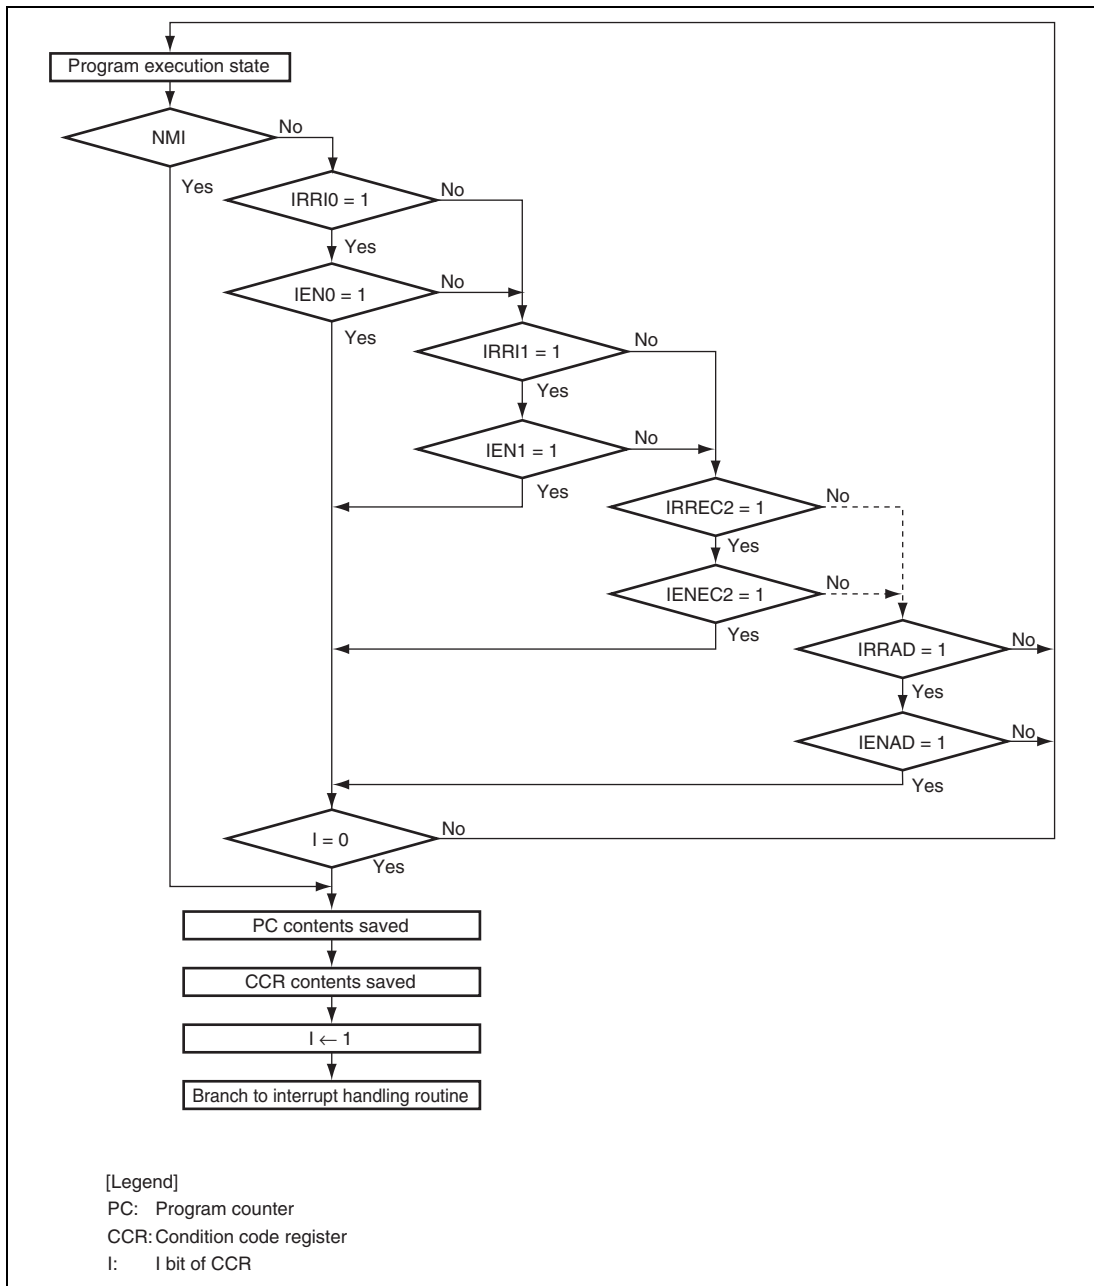 Program execution state
NMI
No
Yes
IRRI0 = 1
No
Yes
IEN0 = 1
No
Yes
IRRI1 = 1
No
Yes
IEN1 = 1
No
Yes
IRREC2 = 1
No
Yes
IENEC2 = 1
No
Yes
IRRAD = 1
No
Yes
IENAD = 1
No
Yes
I = 0
No
Yes
PC contents saved
CCR contents saved
I ← 1
Branch to interrupt handling routine
[Legend]
PC: Program counter
CCR: Condition code register
I: I bit of CCR